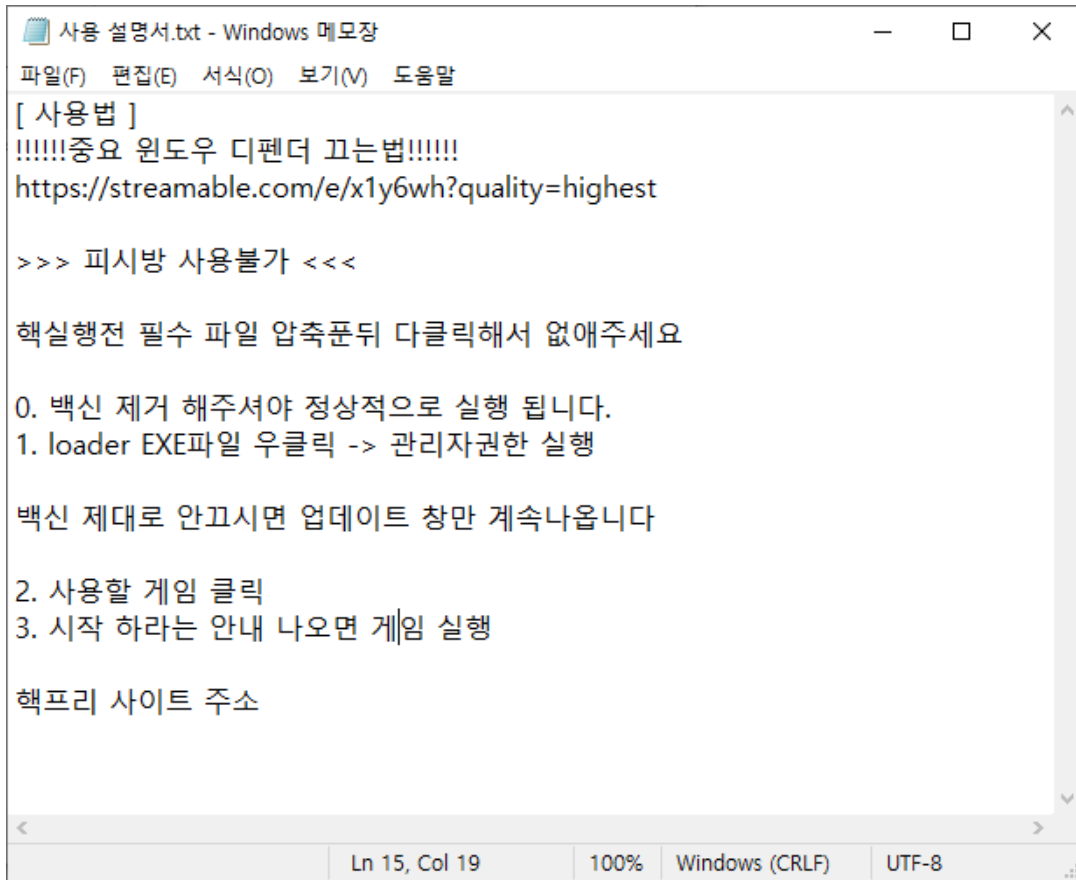 사용 설명서.txt - Windows 메모장
파일(F) 편집(E) 서식(O) 보기(V) 도움말
[ 사용법 ]
!!!!!!중요 윈도우 디펜더 끄는법!!!!!!
https://streamable.com/e/x1y6wh?quality=highest
>>> 피시방 사용불가 <<<
핵실행전 필수 파일 압축푼뒤 다클릭해서 없애주세요
0. 백신 제거 해주셔야 정상적으로 실행 됩니다.
1. loader EXE파일 우클릭 -> 관리자권한 실행
백신 제대로 안끄시면 업데이트 창만 계속나옵니다
2. 사용할 게임 클릭
3. 시작 하라는 안내 나오면 게임 실행
핵프리 사이트 주소
Ln 15, Col 19 100% Windows (CRLF) UTF-8